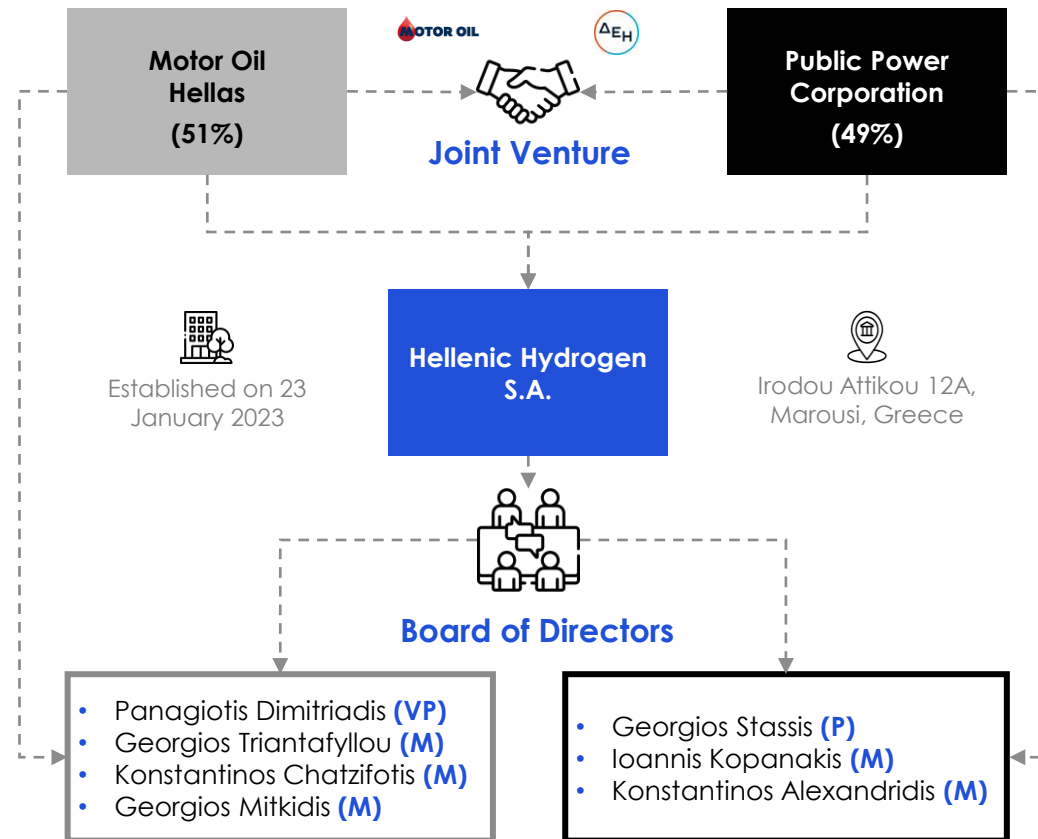 MOTOR OIL
ΔΕΗ
Motor Oil
Hellas
(51%)
Public Power
Corporation
(49%)
Joint Venture
Hellenic Hydrogen
S.A.
Established on 23
January 2023
Irodou Attikou 12A,
Marousi, Greece
Board of Directors
• Panagiotis Dimitriadis (VP)
• Georgios Triantafyllou (M)
• Konstantinos Chatzifotis (M)
• Georgios Mitkidis (M)
• Georgios Stassis (P)
• Ioannis Kopanakis (M)
• Konstantinos Alexandridis (M)